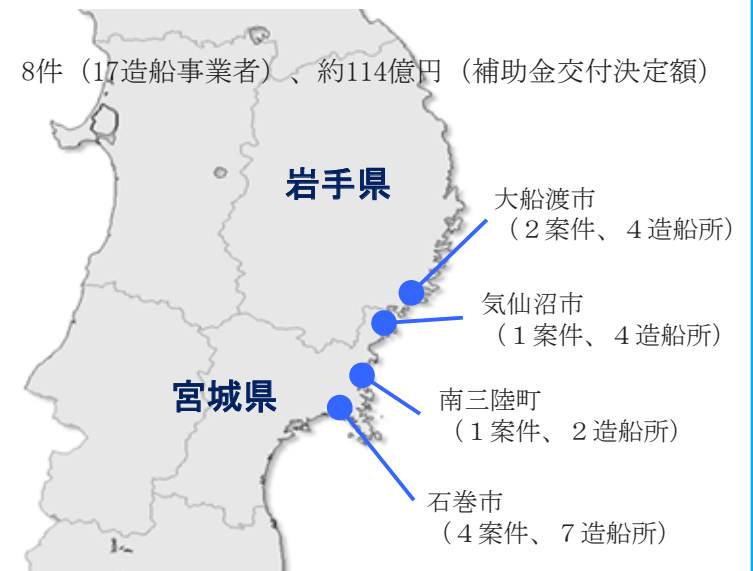 8件（17造船事業者）、約114億円（補助金交付決定額）
岩手県
大船渡市
（２案件、４造船所）
気仙沼市
（１案件、４造船所）
宮城県
南三陸町
（１案件、２造船所）
石巻市
（４案件、７造船所）